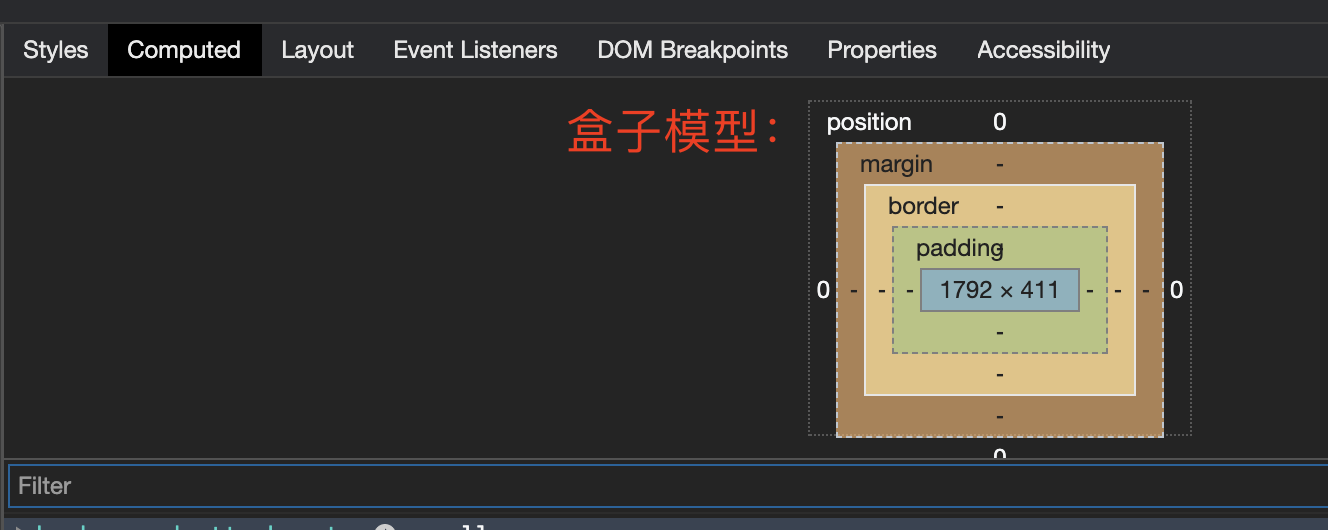 Styles Computed Layout Event Listeners DOM Breakpoints Properties Accessibility
盒子模型：
position 0
margin -
border -
padding -
0 - - - 1792 × 411 - - - 0
-
-
-
0
Filter